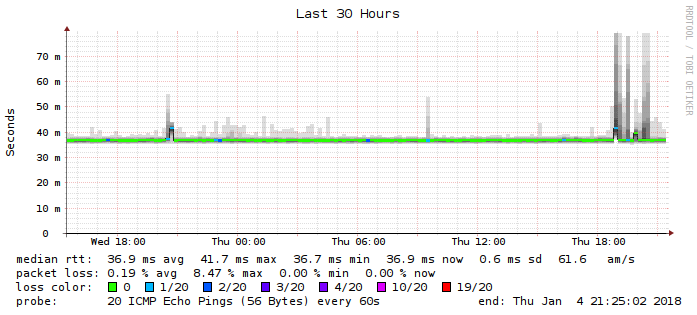 Last 30 Hours
RRDTOOL / TOBI OETIKER
Seconds
70 m
60 m
50 m
40 m
30 m
20 m
10 m
0
Wed 18:00 Thu 00:00 Thu 06:00 Thu 12:00 Thu 18:00
median rtt: 36.9 ms avg 41.7 ms max 36.7 ms min 36.9 ms now 0.6 ms sd 61.6 am/s
packet loss: 0.19 % avg 8.47 % max 0.00 % min 0.00 % now
loss color: 0 1/20 2/20 3/20 4/20 10/20 19/20
probe: 20 ICMP Echo Pings (56 Bytes) every 60s end: Thu Jan 4 21:25:02 2018